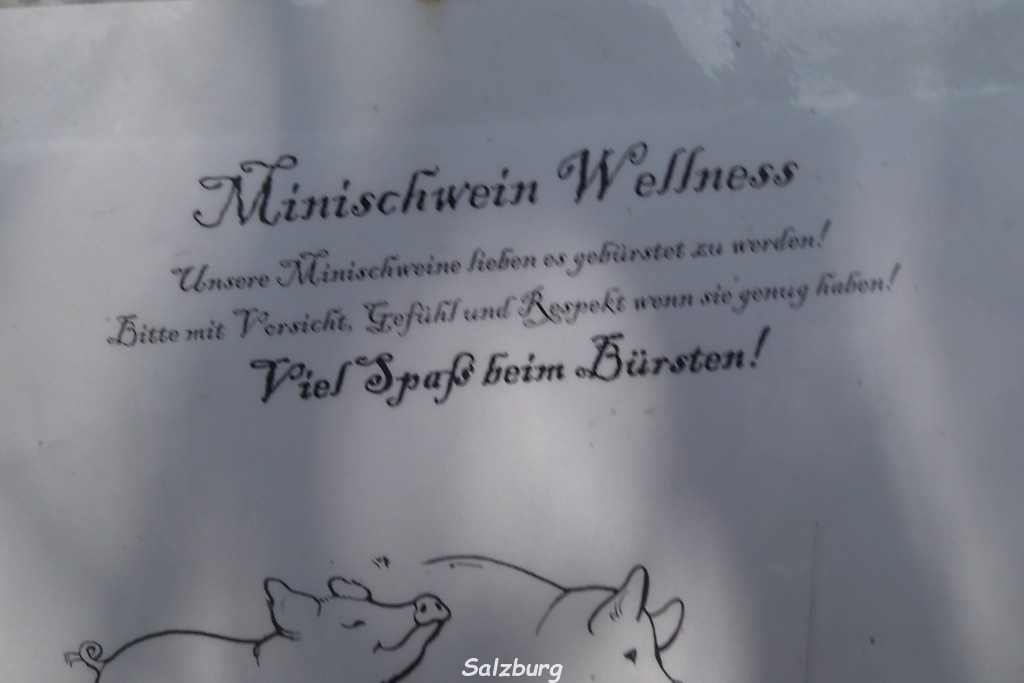 Minischwein Wellness
Unsere Minischweine lieben es gebürstet zu werden!
Bitte mit Vorsicht, Gefühl und Respekt wenn sie genug haben!
Viel Spaß beim Bürsten!
Salzburg